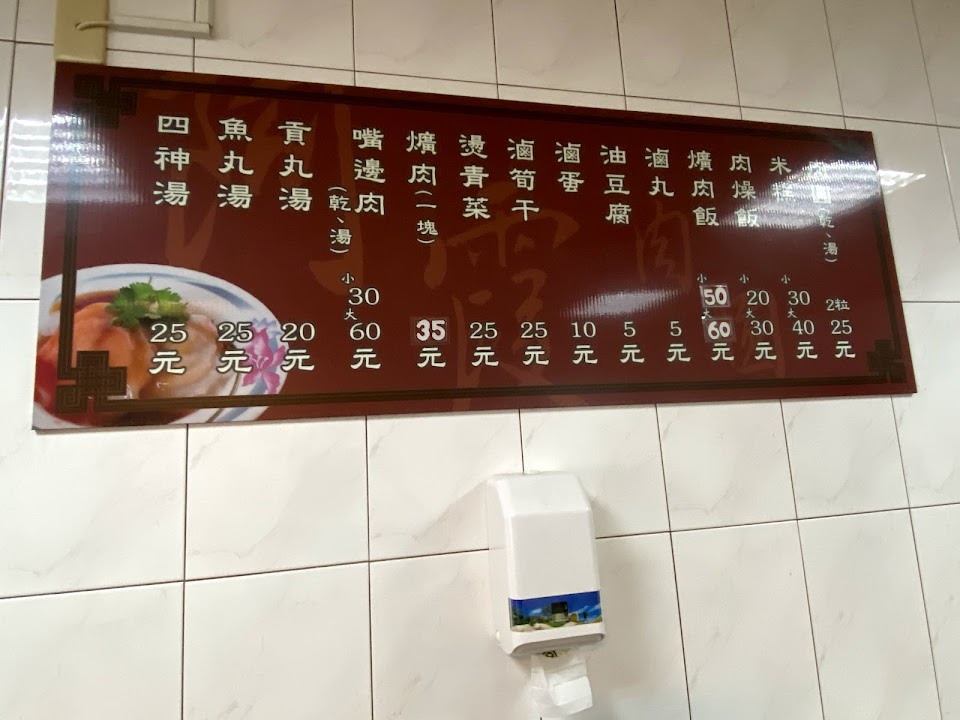 肉圓(乾、湯) 2粒 25元
米糕 小30 大40元
肉燥飯 小20 大30元
爌肉飯 小50 大60元
滷丸 5元
油豆腐 5元
滷蛋 10元
滷筍干 25元
燙青菜 25元
爌肉(一塊) 35元
嘴邊肉(乾、湯) 小30 大60元
貢丸湯 20元
魚丸湯 25元
四神湯 25元